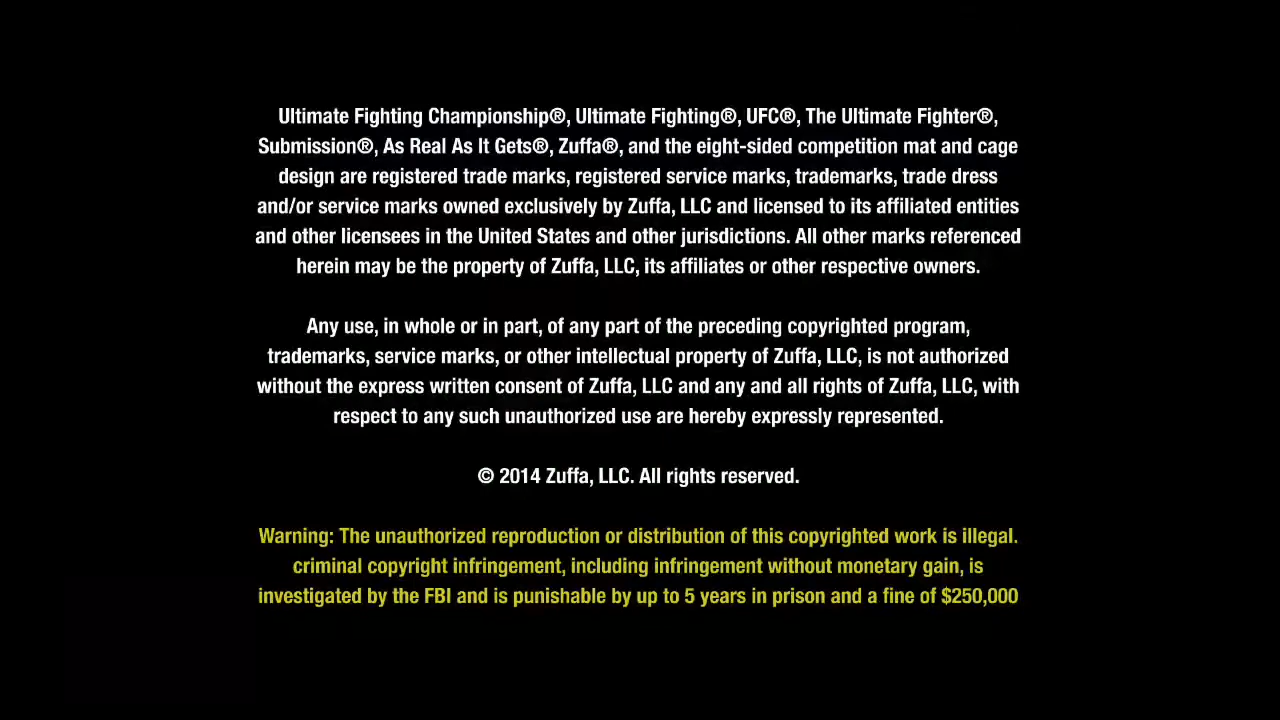 Ultimate Fighting Championship®, Ultimate Fighting®, UFC®, The Ultimate Fighter®,
Submission®, As Real As It Gets®, Zuffa®, and the eight-sided competition mat and cage
design are registered trade marks, registered service marks, trademarks, trade dress
and/or service marks owned exclusively by Zuffa, LLC and licensed to its affiliated entities
and other licensees in the United States and other jurisdictions. All other marks referenced
herein may be the property of Zuffa, LLC, its affiliates or other respective owners.
Any use, in whole or in part, of any part of the preceding copyrighted program,
trademarks, service marks, or other intellectual property of Zuffa, LLC, is not authorized
without the express written consent of Zuffa, LLC and any and all rights of Zuffa, LLC, with
respect to any such unauthorized use are hereby expressly represented.
© 2014 Zuffa, LLC. All rights reserved.
Warning: The unauthorized reproduction or distribution of this copyrighted work is illegal.
criminal copyright infringement, including infringement without monetary gain, is
investigated by the FBI and is punishable by up to 5 years in prison and a fine of $250,000